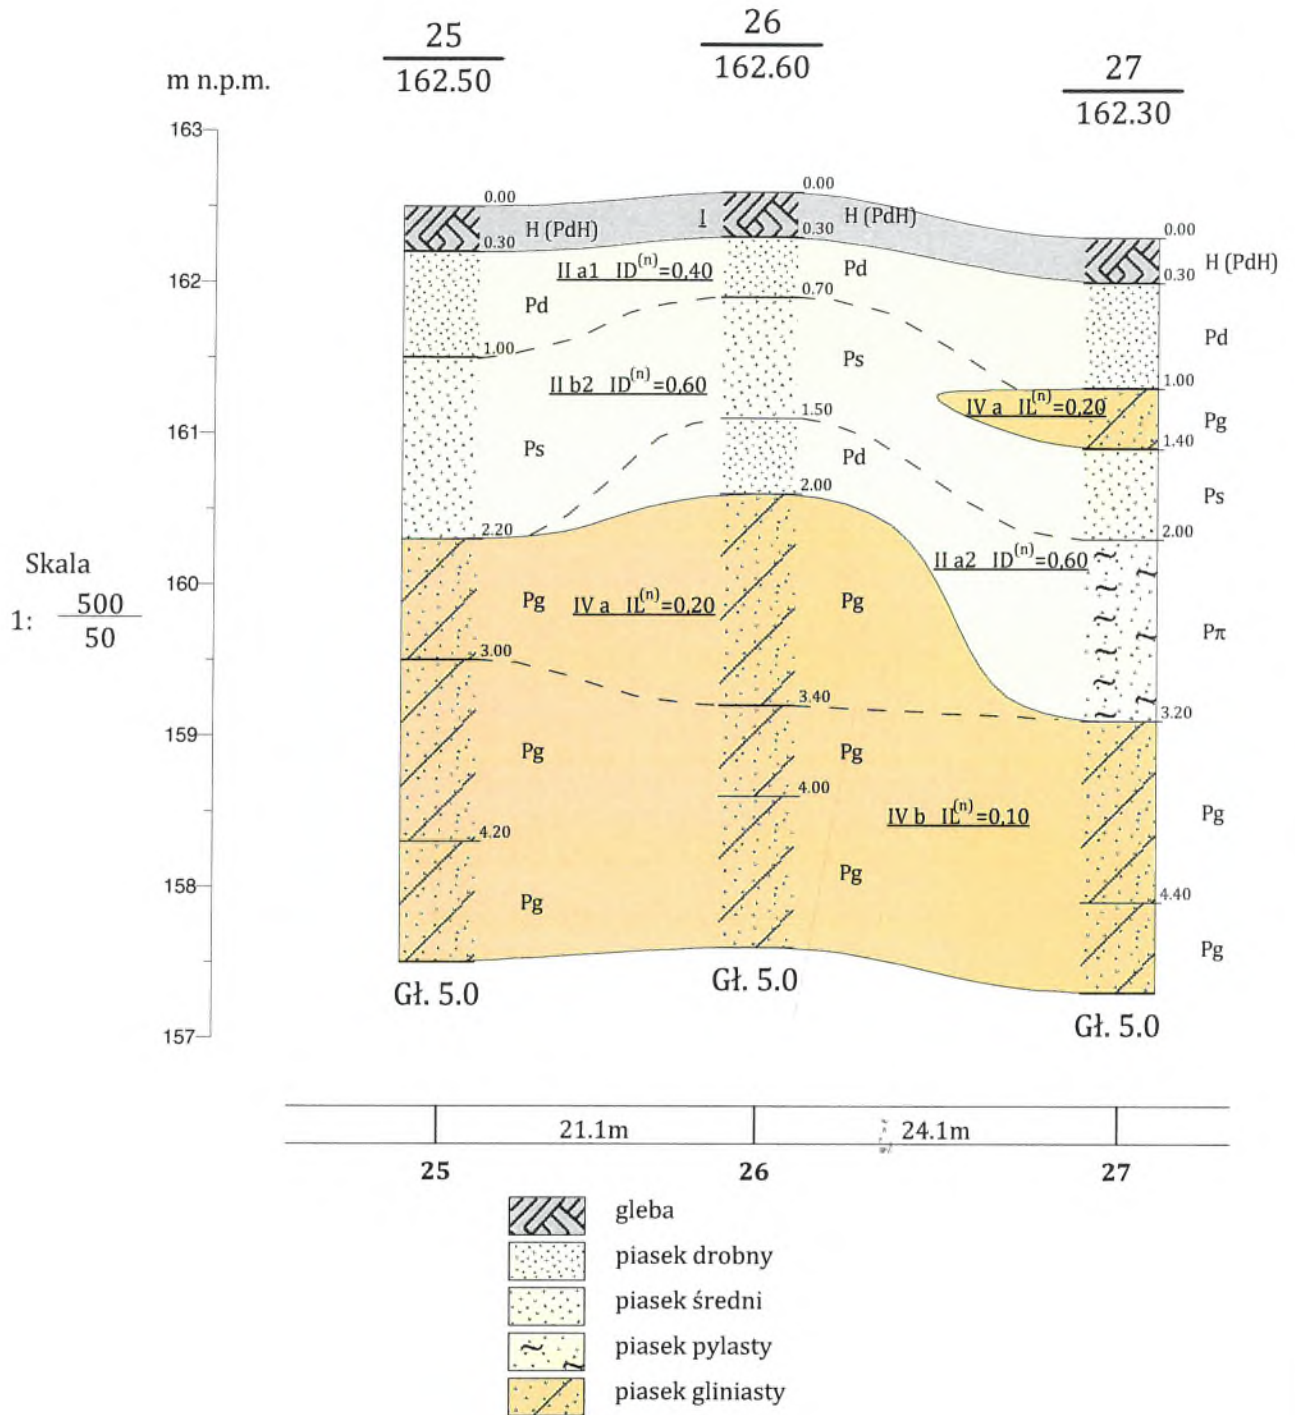 25
162.50
26
162.60
27
162.30
m n.p.m.
163
162
161
160
159
158
157
Skala
1: 500
50
0.00
0.30
H (PdH)
I
0.00
0.30
H (PdH)
0.00
0.30
H (PdH)
II a1 ID(n)=0,40
Pd
Pd
0.70
Pd
1.00
1.00
II b2 ID(n)=0,60
Ps
IV a IL(n)=0,20
Pg
1.50
1.40
Ps
Pd
Ps
2.00
2.20
2.00
II a2 ID(n)=0,60
Pg
IV a IL(n)=0,20
Pg
Pπ
3.00
3.40
3.20
Pg
Pg
4.00
IV b IL(n)=0,10
Pg
4.20
Pg
Pg
4.40
Pg
Gł. 5.0
Gł. 5.0
Gł. 5.0
21.1m
24.1m
25
26
27
gleba
piasek drobny
piasek średni
piasek pylasty
piasek gliniasty